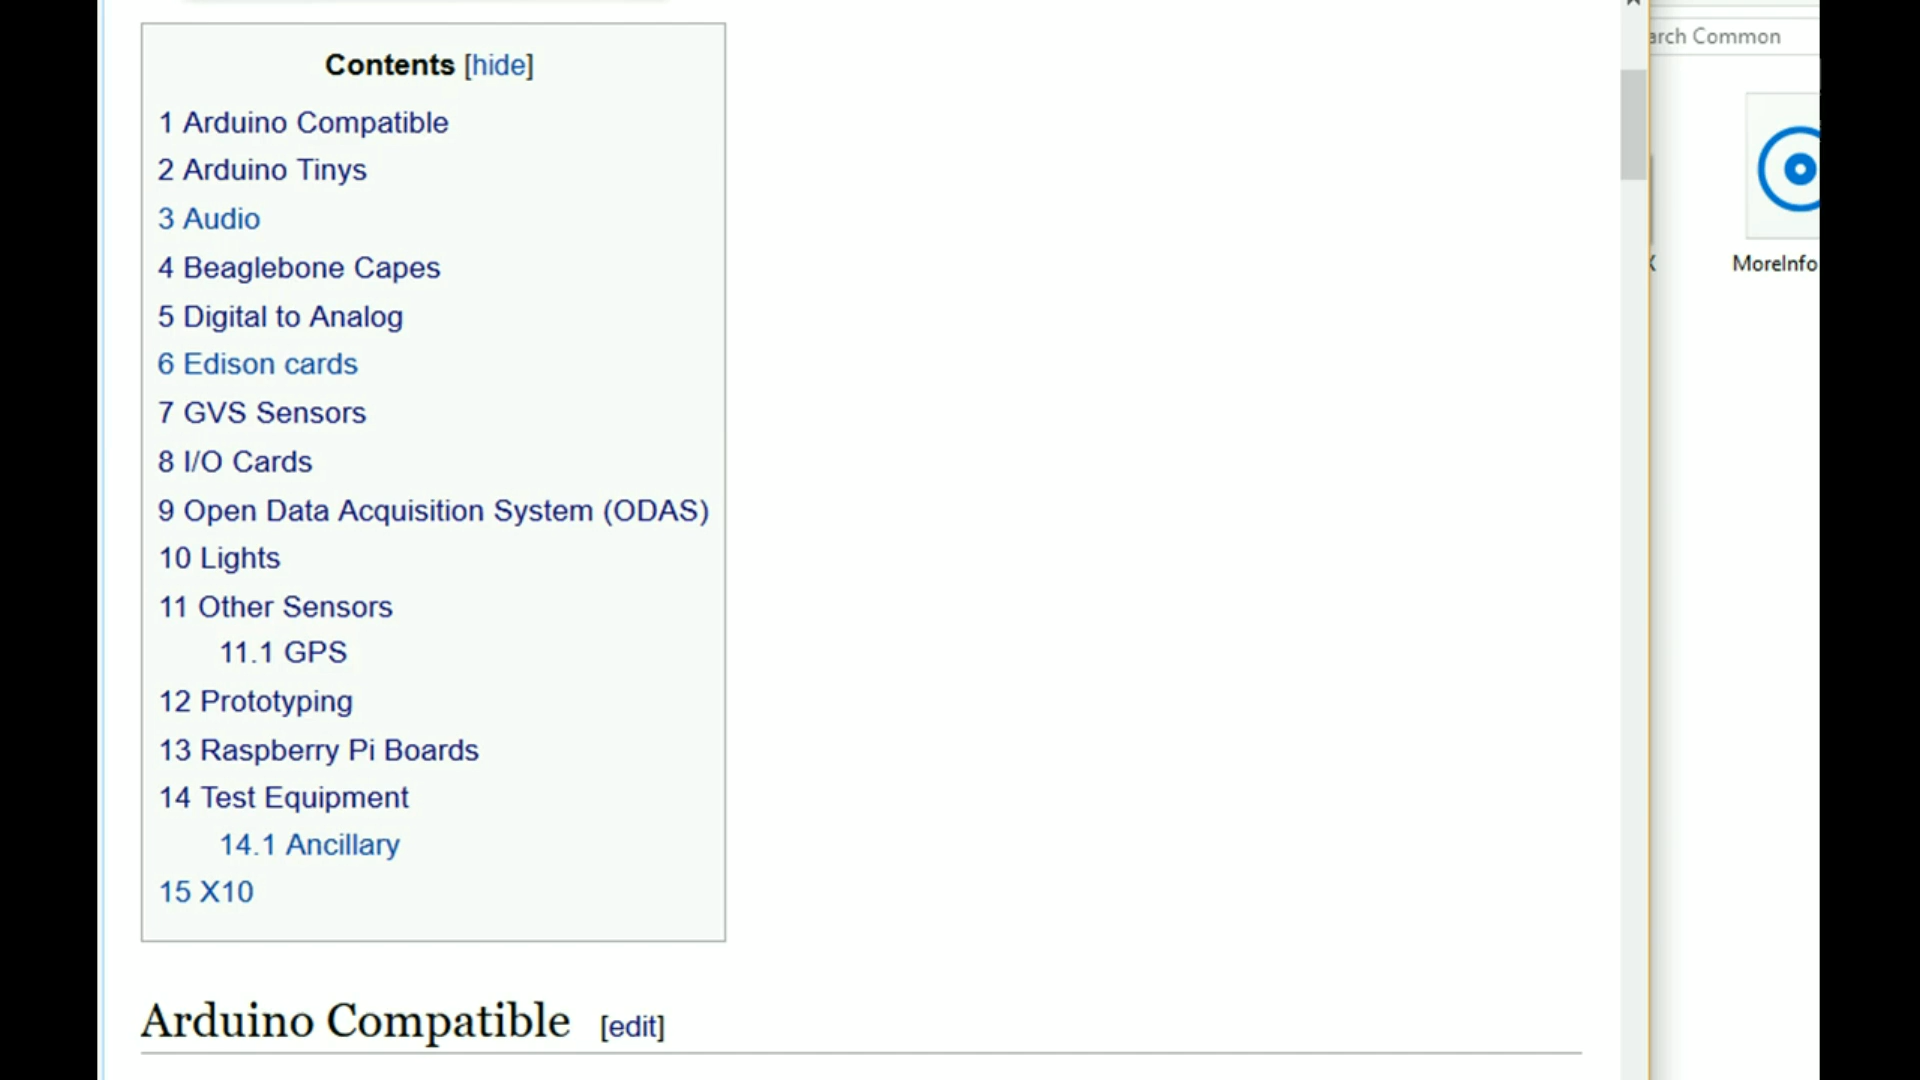 Contents [hide]
1 Arduino Compatible
2 Arduino Tinys
3 Audio
4 Beaglebone Capes
5 Digital to Analog
6 Edison cards
7 GVS Sensors
8 I/O Cards
9 Open Data Acquisition System (ODAS)
10 Lights
11 Other Sensors
11.1 GPS
12 Prototyping
13 Raspberry Pi Boards
14 Test Equipment
14.1 Ancillary
15 X10
Arduino Compatible [edit]
Common
MoreInfo